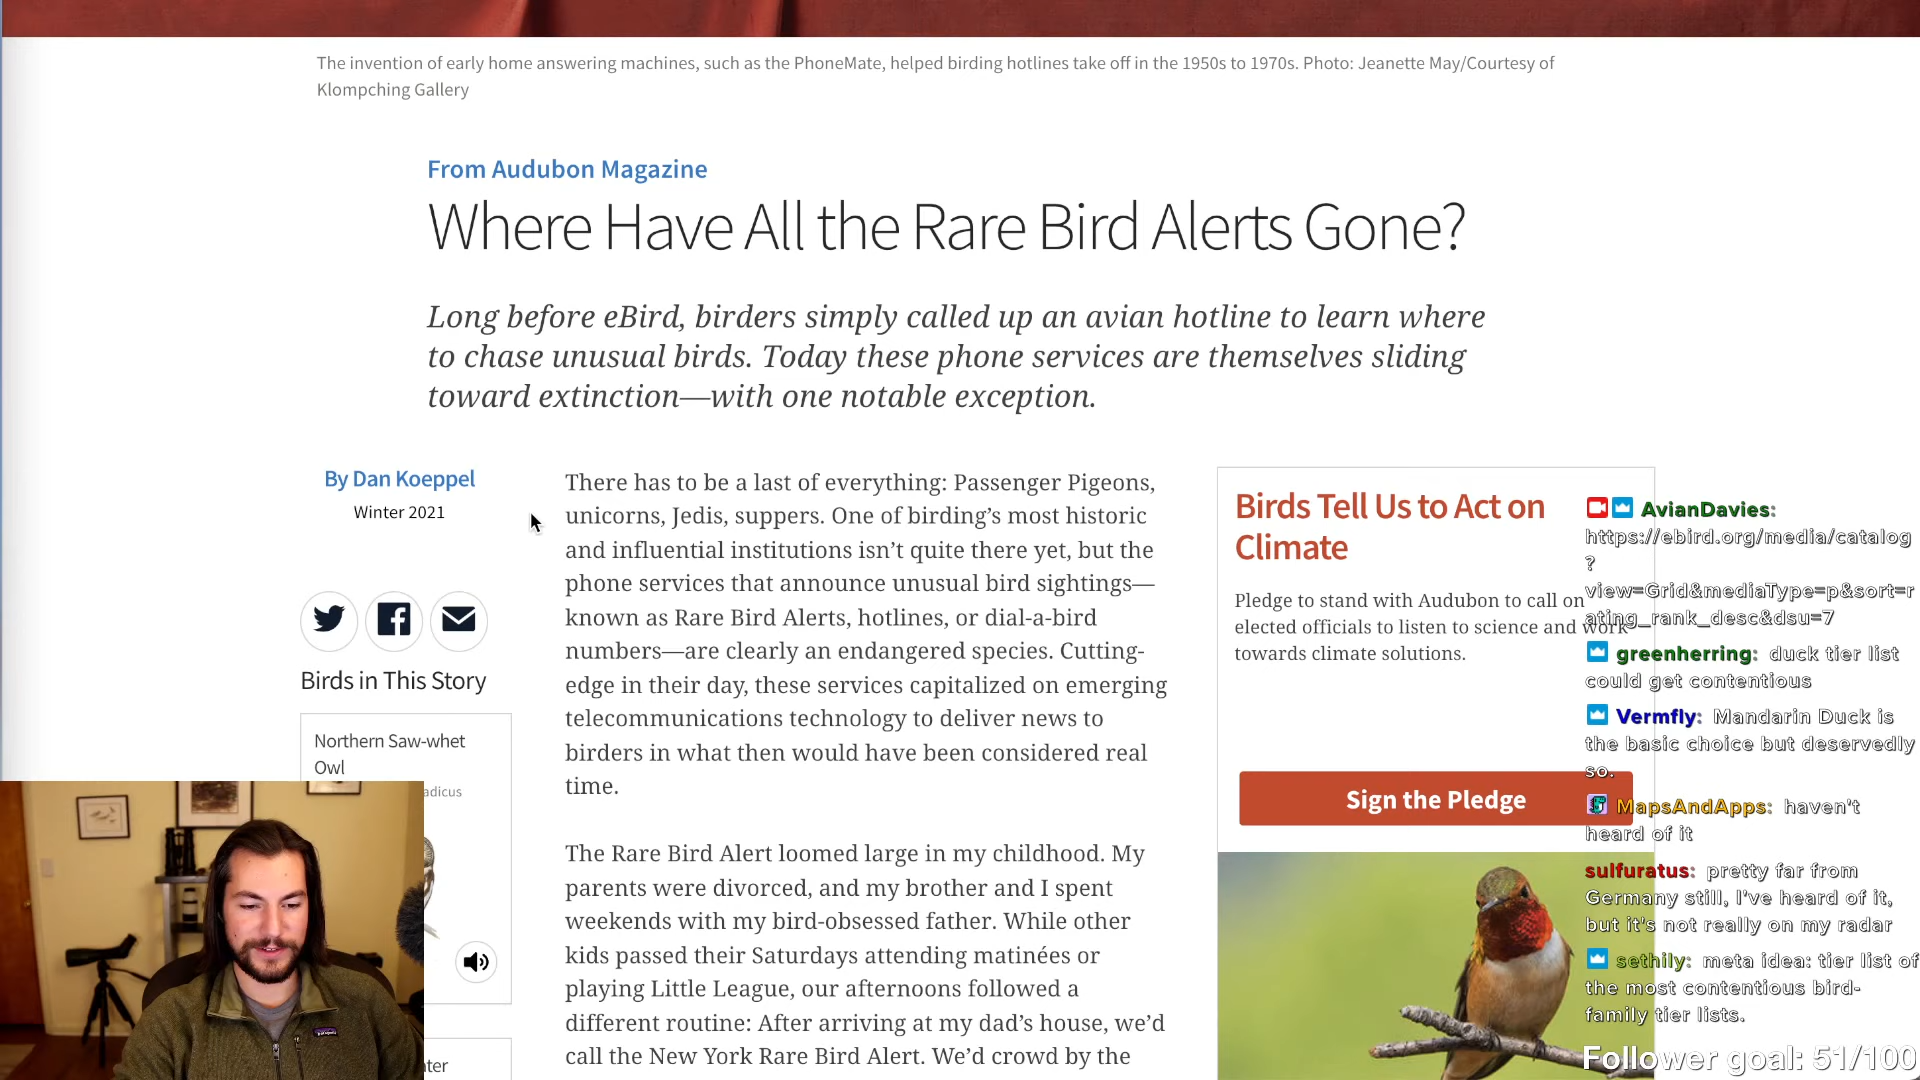 The invention of early home answering machines, such as the PhoneMate, helped birding hotlines take off in the 1950s to 1970s. Photo: Jeanette May/Courtesy of
Klompching Gallery
From Audubon Magazine
Where Have All the Rare Bird Alerts Gone?
Long before eBird, birders simply called up an avian hotline to learn where
to chase unusual birds. Today these phone services are themselves sliding
toward extinction—with one notable exception.
By Dan Koeppel
Winter 2021
Birds in This Story
Northern Saw-whet
Owl
adicus
nter
There has to be a last of everything: Passenger Pigeons,
unicorns, Jedis, suppers. One of birding’s most historic
and influential institutions isn’t quite there yet, but the
phone services that announce unusual bird sightings—
known as Rare Bird Alerts, hotlines, or dial-a-bird
numbers—are clearly an endangered species. Cutting-
edge in their day, these services capitalized on emerging
telecommunications technology to deliver news to
birders in what then would have been considered real
time.
The Rare Bird Alert loomed large in my childhood. My
parents were divorced, and my brother and I spent
weekends with my bird-obsessed father. While other
kids passed their Saturdays attending matinées or
playing Little League, our afternoons followed a
different routine: After arriving at my dad’s house, we’d
call the New York Rare Bird Alert. We’d crowd by the
Birds Tell Us to Act on
Climate
Pledge to stand with Audubon to call on
elected officials to listen to science and work
towards climate solutions.
Sign the Pledge
AvianDavies:
https://ebird.org/media/catalog
?
view=Grid&mediaType=p&sort=r
ating_rank_desc&dsu=7
greenherring: duck tier list
could get contentious
Vermfly: Mandarin Duck is
the basic choice but deservedly
so.
MapsAndApps: haven't
heard of it
sulfuratus: pretty far from
Germany still, I've heard of it,
but it's not really on my radar
sethily: meta idea: tier list of
the most contentious bird-
family tier lists.
Follower goal: 51/100